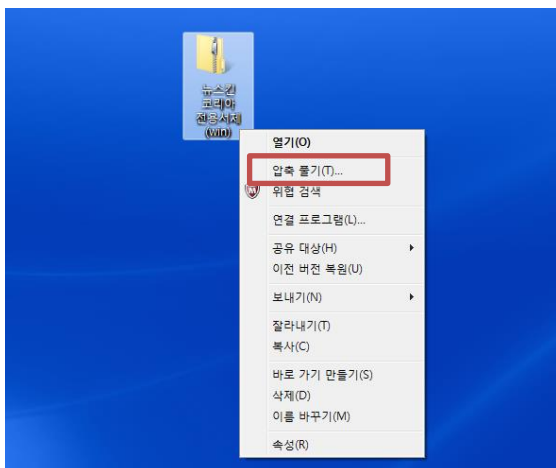 뉴스킨
코리아
전용서체
(win)
열기(O)
압축 풀기(T)...
위협 검색
연결 프로그램(L)...
공유 대상(H)
이전 버전 복원(U)
보내기(N)
잘라내기(T)
복사(C)
바로 가기 만들기(S)
삭제(D)
이름 바꾸기(M)
속성(R)